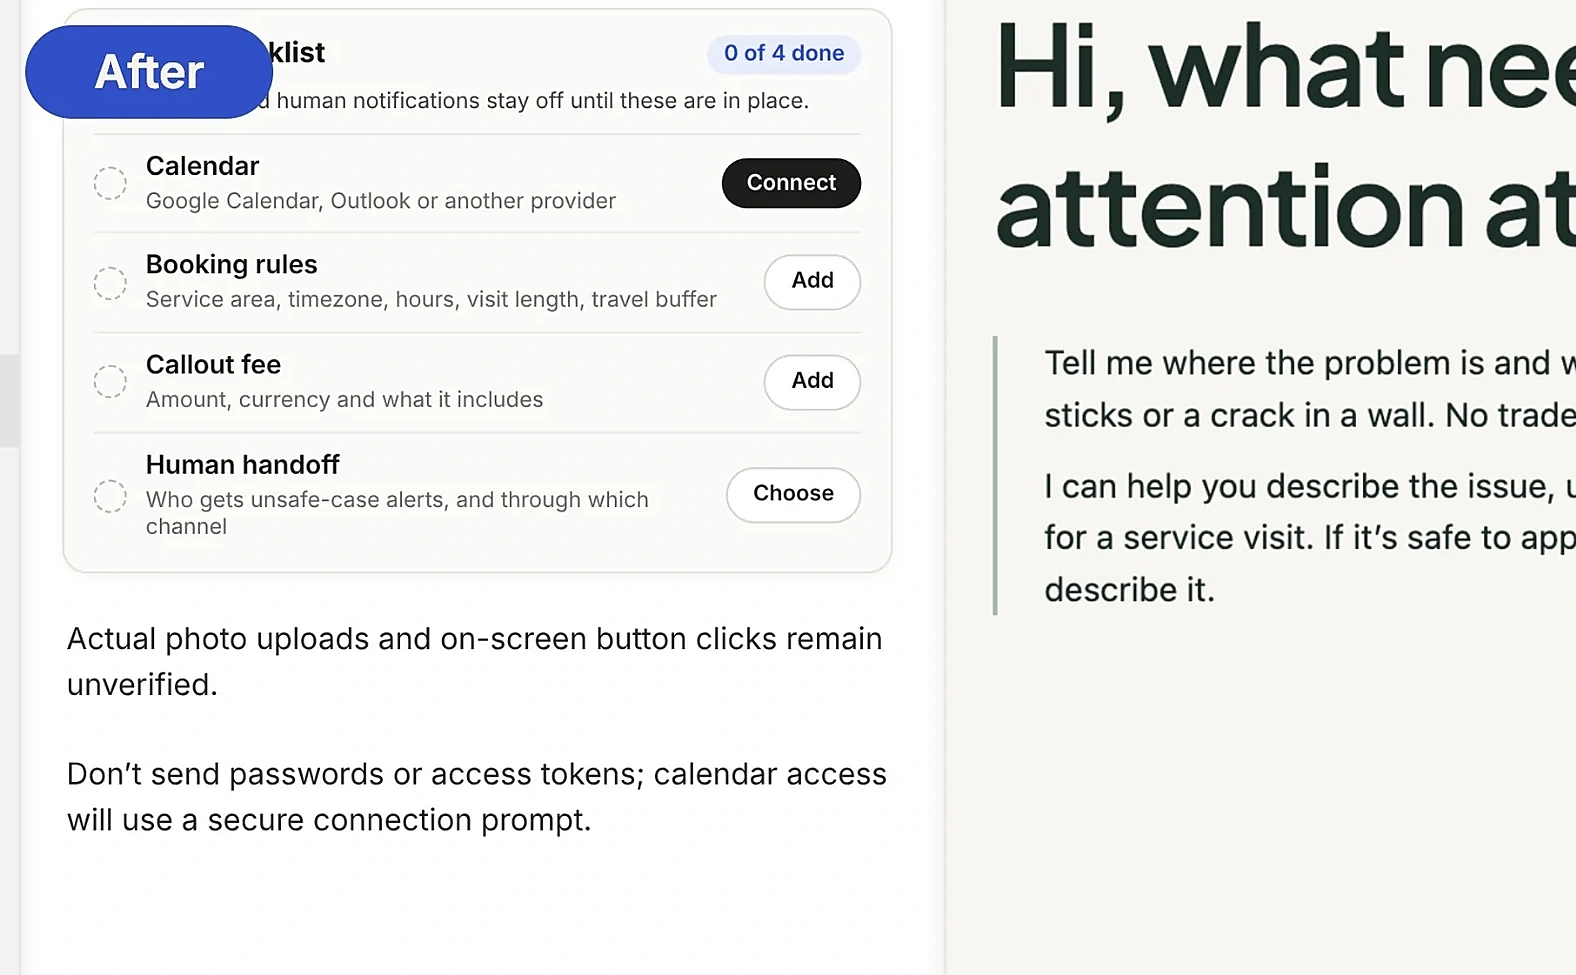 After
klist
0 of 4 done
human notifications stay off until these are in place.
Calendar
Google Calendar, Outlook or another provider
Connect
Booking rules
Service area, timezone, hours, visit length, travel buffer
Add
Callout fee
Amount, currency and what it includes
Add
Human handoff
Who gets unsafe-case alerts, and through which
channel
Choose
Actual photo uploads and on-screen button clicks remain
unverified.
Don’t send passwords or access tokens; calendar access
will use a secure connection prompt.
Hi, what nee
attention at
Tell me where the problem is and w
sticks or a crack in a wall. No trade
I can help you describe the issue, u
for a service visit. If it’s safe to app
describe it.